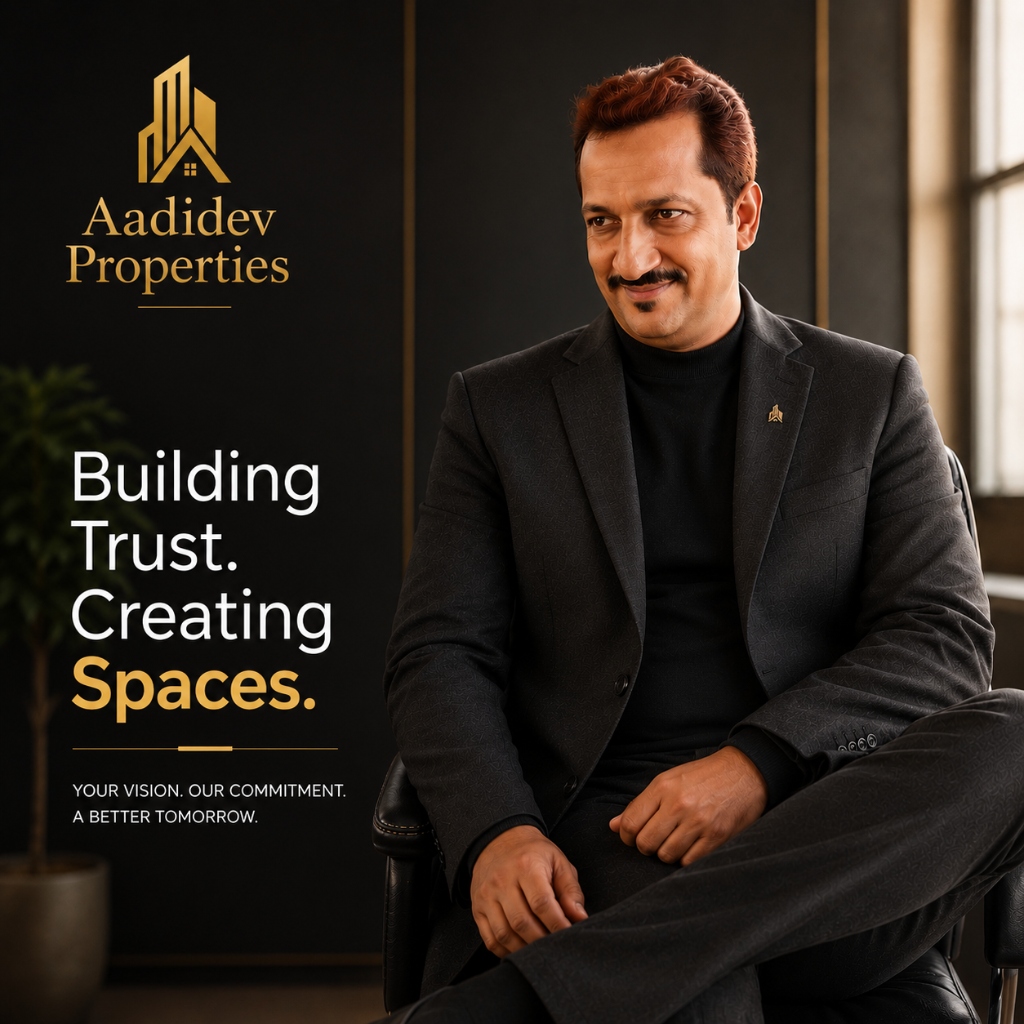 Aadidev
Properties
Building
Trust.
Creating
Spaces.
YOUR VISION. OUR COMMITMENT.
A BETTER TOMORROW.